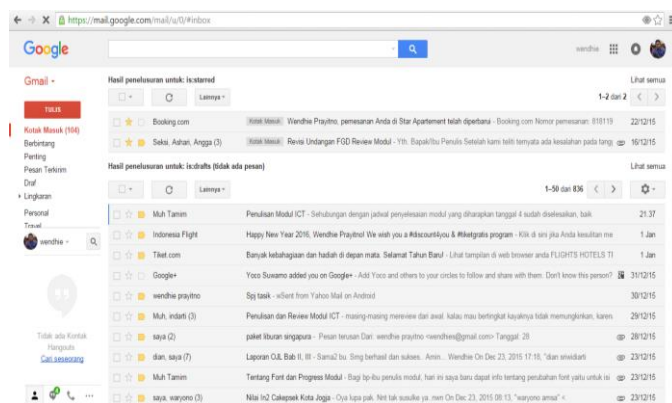 https://mail.google.com/mail/u/0/#inbox
Google
wendhie
Gmail
Hasil penelusuran untuk: is:starred
Lihat semua
TULIS
Lainnya
1–2 dari 2
Kotak Masuk (104)
Berbintang
Penting
Pesan Terkirim
Draf
Lingkaran
Personal
Travel
Booking.com Kotak Masuk Wendhie Prayitno, pemesanan Anda di Star Apartement telah diperbarui - Booking.com Nomor pemesanan: 818119 22/12/15
Seksi, Ashari, Angga (3) Kotak Masuk Revisi Undangan FGD Review Modul - Yth. Bapak/Ibu Penulis Setelah kami teliti ternyata ada kesalahan pada tangg 16/12/15
Hasil penelusuran untuk: is:drafts (tidak ada pesan)
Lihat semua
Lainnya
1–50 dari 836
Muh Tamim Penulisan Modul ICT - Sehubungan dengan jadwal penyelesaian modul yang diharapkan tanggal 4 sudah diselesaikan, baik 21.37
Indonesia Flight Happy New Year 2016, Wendhie Prayitno! We wish you a #discount4you & #tiketgratis program - Klik di sini jika Anda kesulitan me 1 Jan
Tiket.com Banyak kebahagiaan dan hadiah di depan mata. Selamat Tahun Baru! - Lihat tampilan di web browser anda FLIGHTS HOTELS TI 1 Jan
Google+ Yoco Suwarno added you on Google+ - Add Yoco and others to your circles to follow and share with them. Don't know this person? 31/12/15
wendhie prayitno Spj tasik - xSent from Yahoo Mail on Android 30/12/15
Muh, indarti (3) Penulisan dan Review Modul ICT - masing-masing mereview dari awal. kalau mau bertingkat kayaknya tidak memungkinkan, karen 29/12/15
saya (2) paket liburan singapura - Pesan terusan Dari: wendhie prayitno <wendhies@gmail.com> Tanggal: 28 28/12/15
dian, saya (7) Laporan OJL Bab II, III - Sama2 bu. Smg berhasil dan sukses. Amin... Wendhie On Dec 23, 2015 17:16, "dian siwidiarti 23/12/15
Muh Tamim Tentang Font dan Progress Modul - Bagi bp-ibu penulis modul, hari ini saya baru dapat info tentang perubahan font yaitu untuk isi 23/12/15
saya, waryono (3) Nilai In2 Cakepsek Kota Jogja - Oya lupa pak. Nnt tak susulke ya..nwn On Dec 23, 2015 08:13, "waryono amsa" < 23/12/15
wendhie
Tidak ada Kontak
Hangouts
Cari seseorang